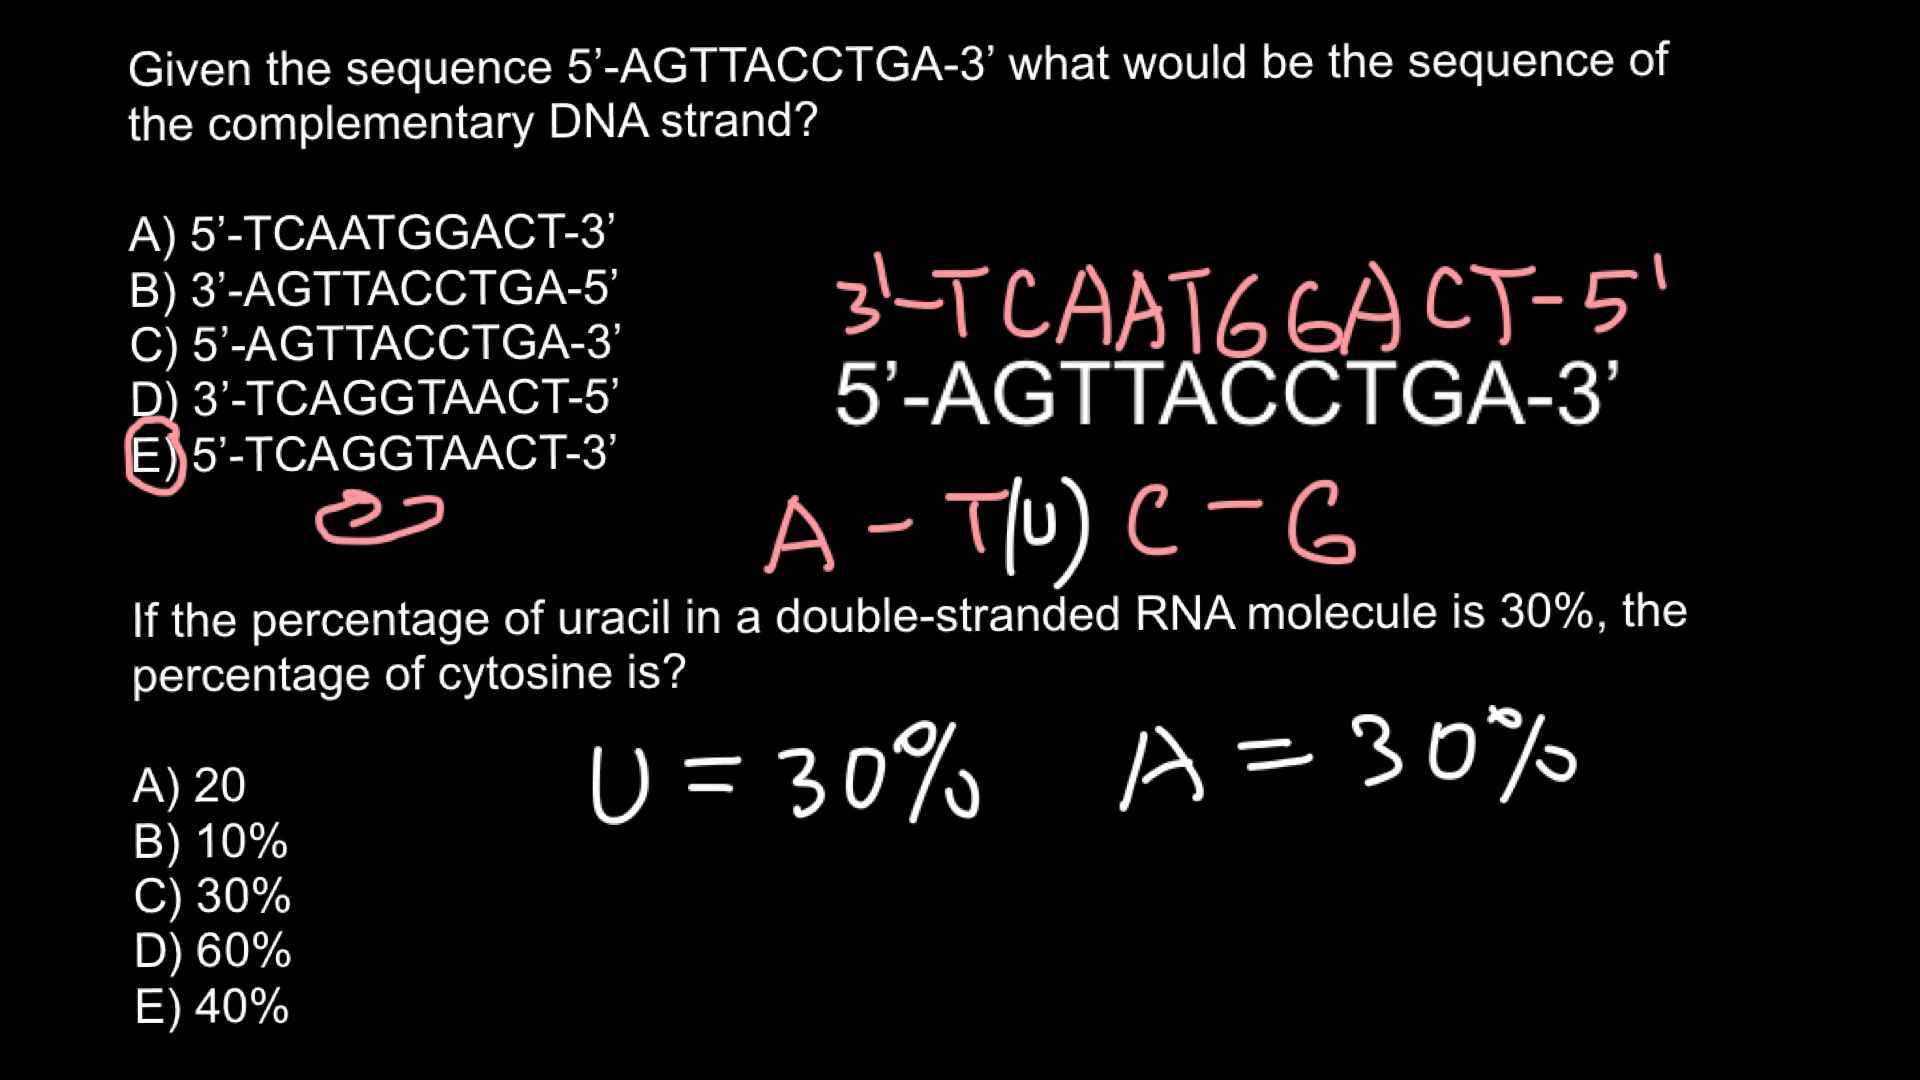 Given the sequence 5’-AGTTACCTGA-3’ what would be the sequence of
the complementary DNA strand?
A) 5’-TCAATGGACT-3’
B) 3’-AGTTACCTGA-5’
C) 5’-AGTTACCTGA-3’
D) 3’-TCAGGTAACT-5’
E) 5’-TCAGGTAACT-3’
3'-TCAATGGACT-5'
5’-AGTTACCTGA-3’
A - T(U) C - G
If the percentage of uracil in a double-stranded RNA molecule is 30%, the
percentage of cytosine is?
U = 30% A = 30%
A) 20
B) 10%
C) 30%
D) 60%
E) 40%